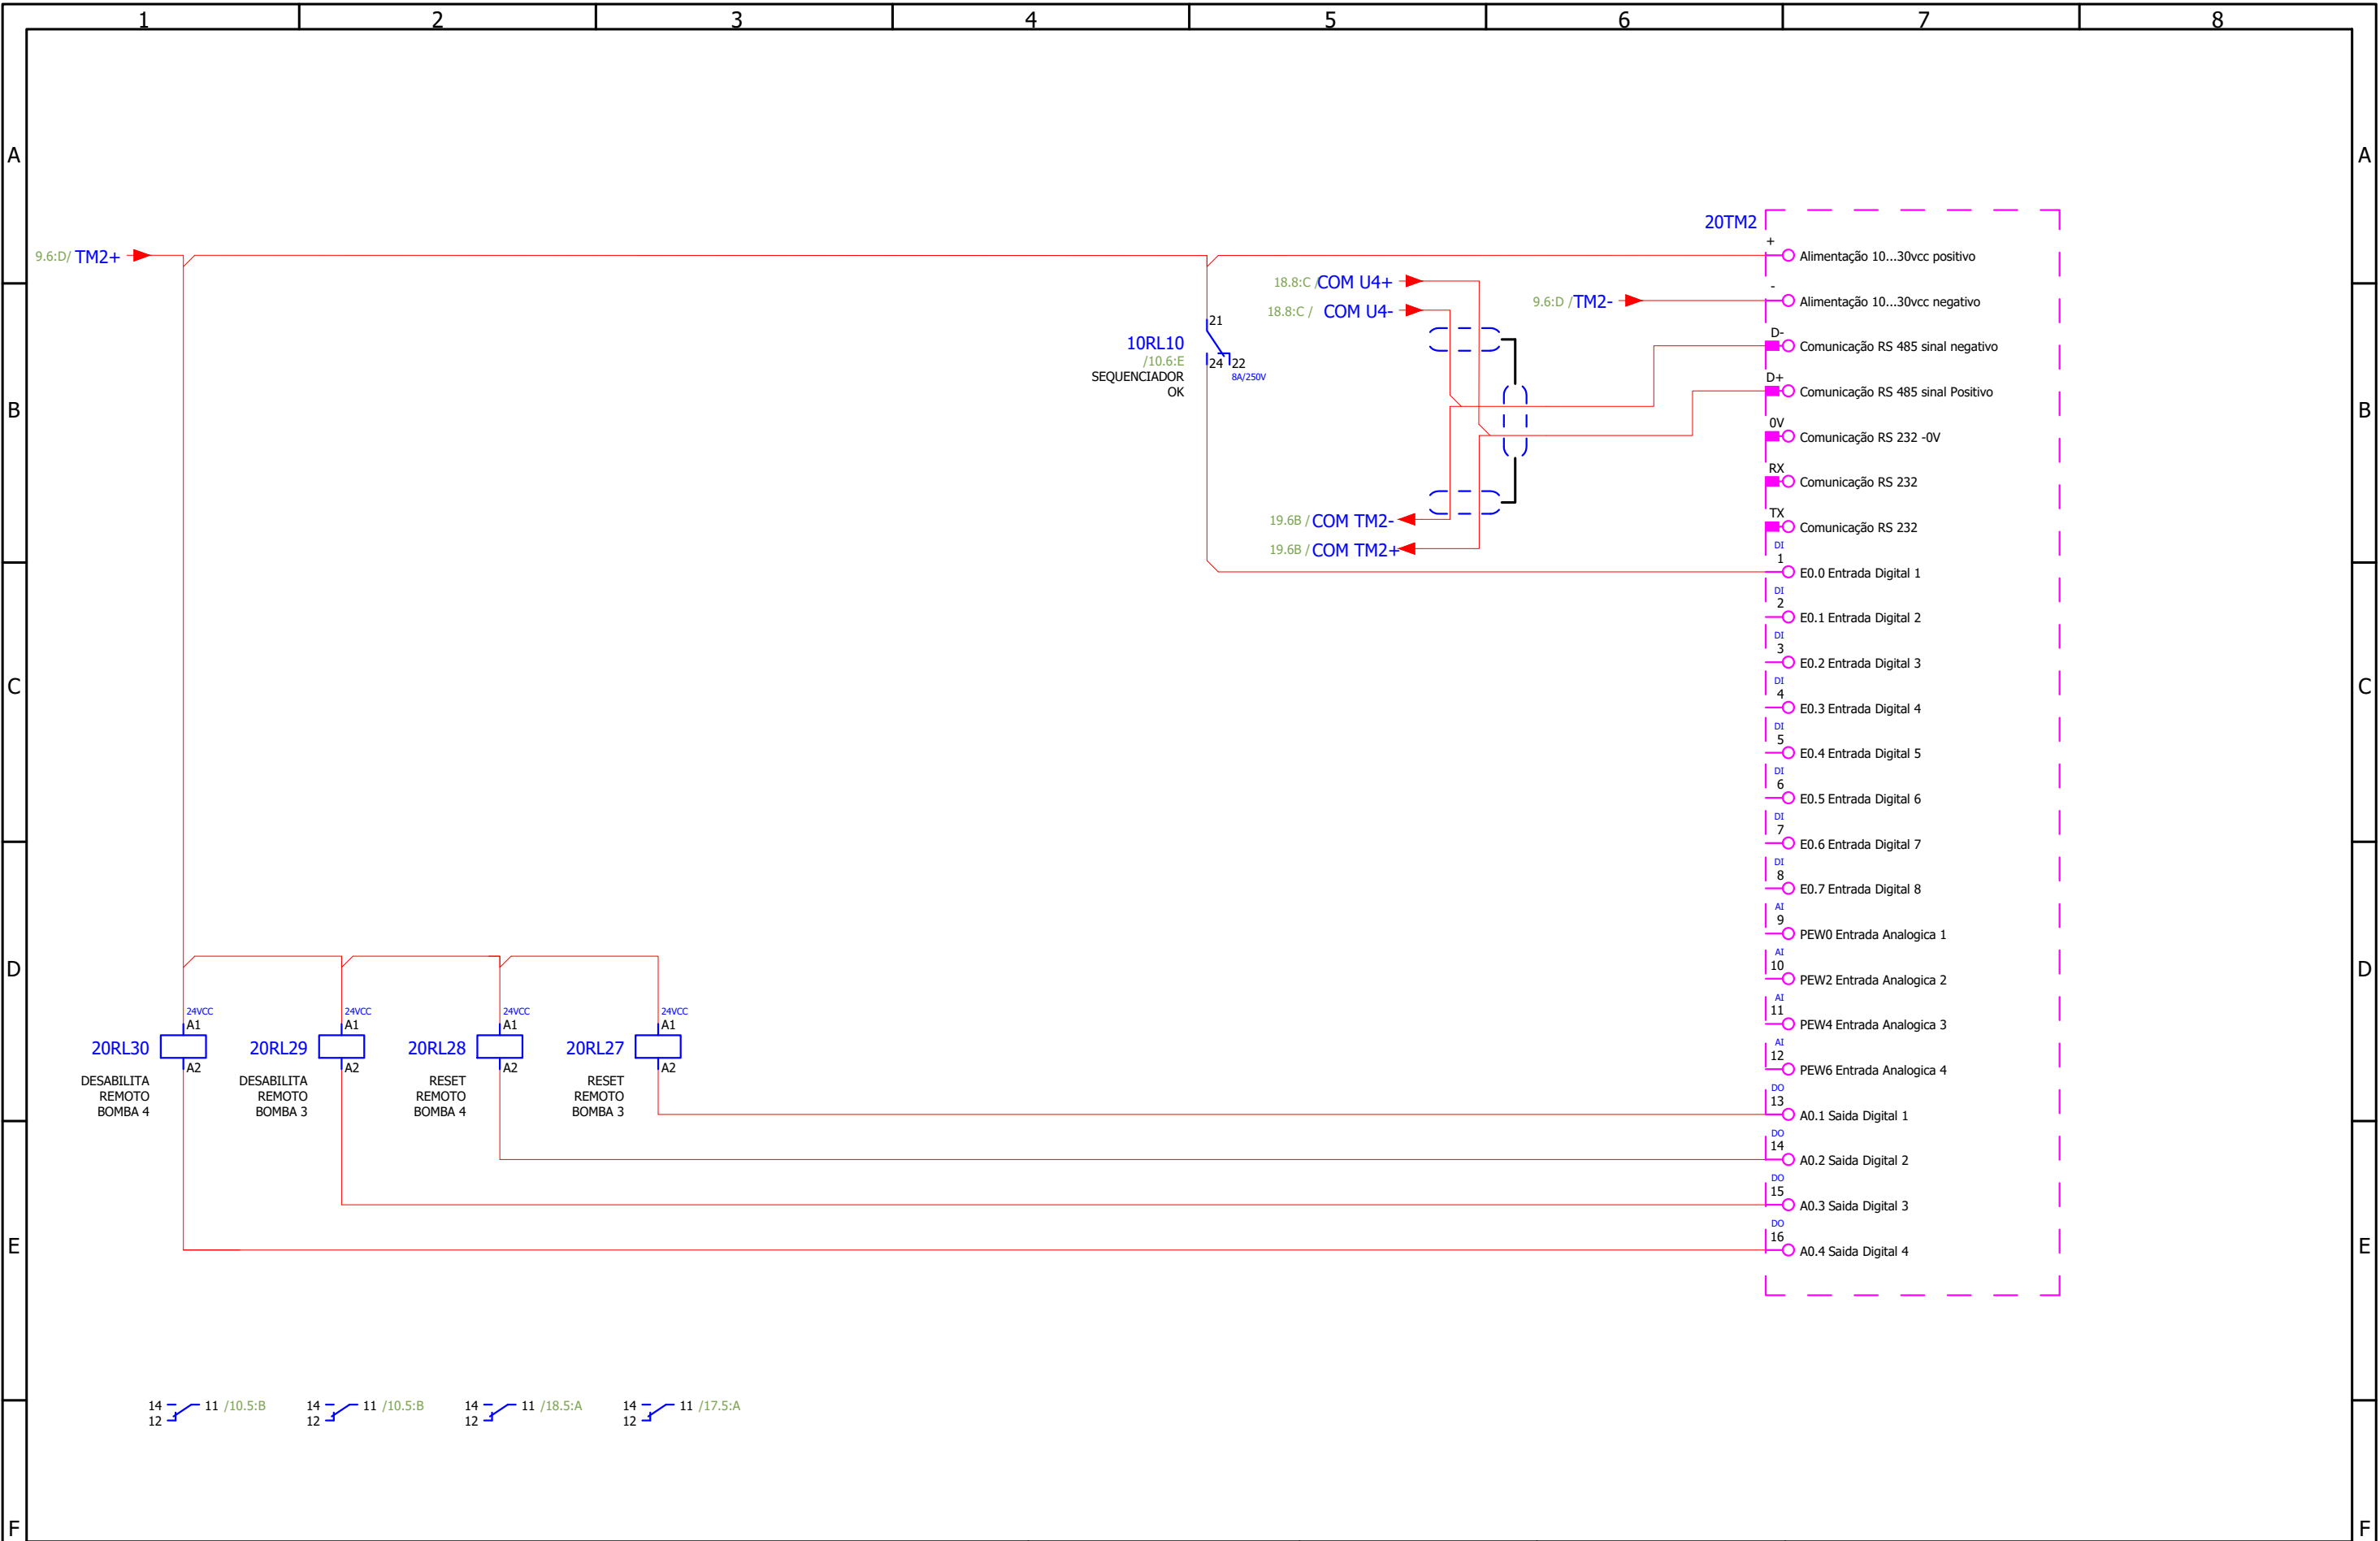 1 2 3 4 5 6 7 8
A A
20TM2
9.6:D/ TM2+
+
Alimentação 10...30vcc positivo
18.8:C / COM U4+
18.8:C / COM U4-
9.6:D / TM2-
-
Alimentação 10...30vcc negativo
21
10RL10
/10.6:E
SEQUENCIADOR
OK
24 22
8A/250V
D-
Comunicação RS 485 sinal negativo
D+
Comunicação RS 485 sinal Positivo
B B
0V
Comunicação RS 232 -0V
RX
Comunicação RS 232
TX
Comunicação RS 232
19.6B / COM TM2-
19.6B / COM TM2+
DI
1
E0.0 Entrada Digital 1
DI
2
E0.1 Entrada Digital 2
DI
3
E0.2 Entrada Digital 3
C C
DI
4
E0.3 Entrada Digital 4
DI
5
E0.4 Entrada Digital 5
DI
6
E0.5 Entrada Digital 6
DI
7
E0.6 Entrada Digital 7
DI
8
E0.7 Entrada Digital 8
AI
9
PEW0 Entrada Analogica 1
D D
AI
10
PEW2 Entrada Analogica 2
AI
11
PEW4 Entrada Analogica 3
AI
12
PEW6 Entrada Analogica 4
DO
13
A0.1 Saida Digital 1
DO
14
A0.2 Saida Digital 2
DO
15
A0.3 Saida Digital 3
DO
16
A0.4 Saida Digital 4
24VCC
A1
20RL30
A2
DESABILITA
REMOTO
BOMBA 4
24VCC
A1
20RL29
A2
DESABILITA
REMOTO
BOMBA 3
24VCC
A1
20RL28
A2
RESET
REMOTO
BOMBA 4
24VCC
A1
20RL27
A2
RESET
REMOTO
BOMBA 3
E E
14 11 /10.5:B
12
14 11 /10.5:B
12
14 11 /18.5:A
12
14 11 /17.5:A
12
F F